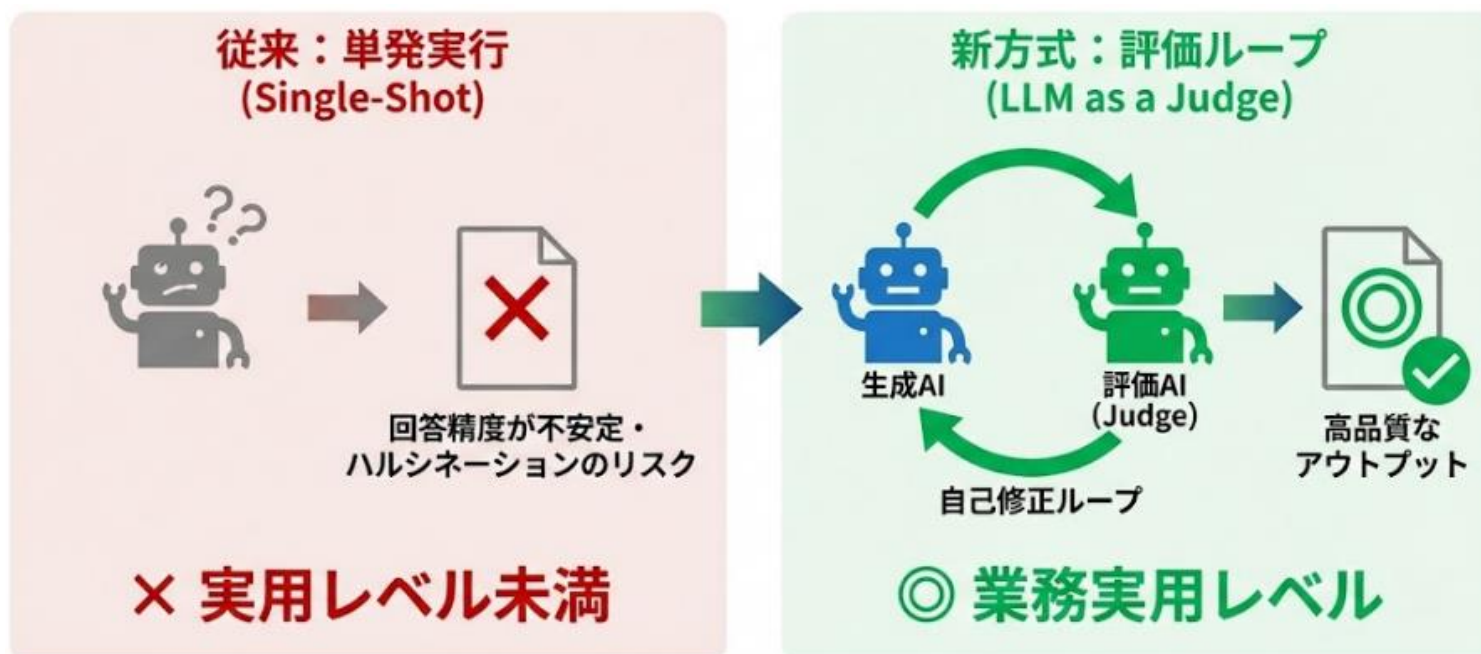 従来：単発実行
(Single-Shot)
??
回答精度が不安定・
ハルシネーションのリスク
× 実用レベル未満
新方式：評価ループ
(LLM as a Judge)
生成AI
評価AI
(Judge)
自己修正ループ
高品質な
アウトプット
◎ 業務実用レベル